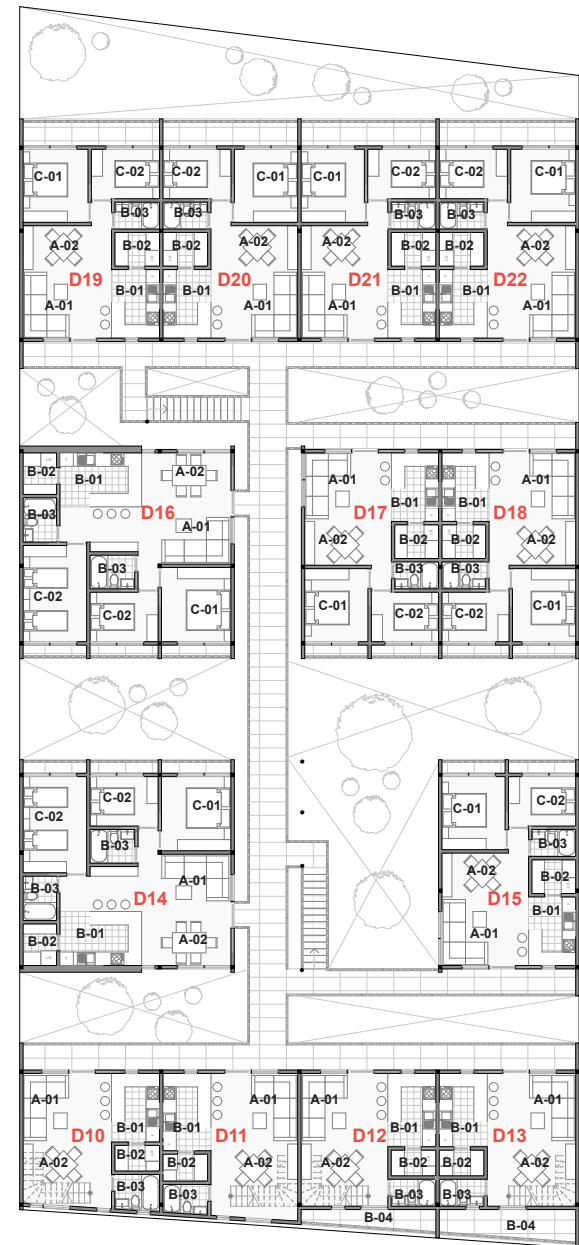 C-01 C-02 C-02 C-01 C-01 C-02 C-02 C-01
B-03 B-03 B-03 B-03
A-02 B-02 B-02 A-02 A-02 B-02 B-02 A-02
D19 D20 D21 D22
B-01 B-01 B-01 B-01
A-01 A-01 A-01 A-01
B-02 B-01 A-02 A-01 B-01 B-01 A-01
B-03 D16 A-01 D17 D18
A-02 B-02 B-02 A-02
B-03 B-03 B-03
C-02 C-02 C-01 C-01 C-02 C-02 C-01
C-02 C-02 C-01 C-01 C-02
B-03 B-03
B-03 A-01 A-02 B-02
D14 D15
B-02 B-01 A-02 A-01 B-01
A-01 A-01 A-01 A-01
B-01 B-01 B-01 B-01
D10 D11 D12 D13
A-02 B-02 B-02 A-02 A-02 B-02 B-02 A-02
B-03 B-03 B-03 B-03
B-04 B-04